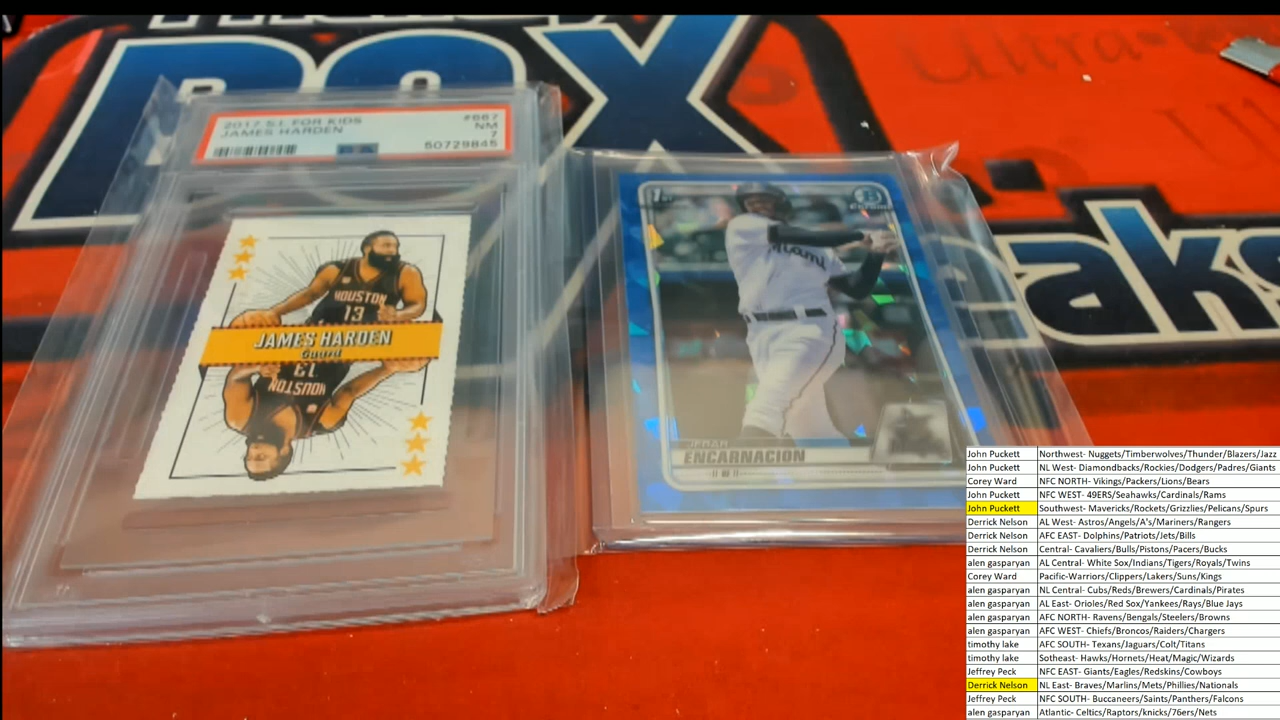 BOX
Ultra
Ul
eaks
2017 S.I. FOR KIDS #667
JAMES HARDEN NM
7
50729845
PSA
HOUSTON
13
JAMES HARDEN
Guard
13
HOUSTON
1st
Chrome
Miami
JERAR
ENCARNACION
John Puckett Northwest- Nuggets/Timberwolves/Thunder/Blazers/Jazz
John Puckett NL West- Diamondbacks/Rockies/Dodgers/Padres/Giants
Corey Ward NFC NORTH- Vikings/Packers/Lions/Bears
John Puckett NFC WEST- 49ERS/Seahawks/Cardinals/Rams
John Puckett Southwest- Mavericks/Rockets/Grizzlies/Pelicans/Spurs
Derrick Nelson AL West- Astros/Angels/A's/Mariners/Rangers
Derrick Nelson AFC EAST- Dolphins/Patriots/Jets/Bills
Derrick Nelson Central- Cavaliers/Bulls/Pistons/Pacers/Bucks
alen gasparyan AL Central- White Sox/Indians/Tigers/Royals/Twins
Corey Ward Pacific-Warriors/Clippers/Lakers/Suns/Kings
alen gasparyan NL Central- Cubs/Reds/Brewers/Cardinals/Pirates
alen gasparyan AL East- Orioles/Red Sox/Yankees/Rays/Blue Jays
alen gasparyan AFC NORTH- Ravens/Bengals/Steelers/Browns
alen gasparyan AFC WEST- Chiefs/Broncos/Raiders/Chargers
timothy lake AFC SOUTH- Texans/Jaguars/Colt/Titans
timothy lake Sotheast- Hawks/Hornets/Heat/Magic/Wizards
Jeffrey Peck NFC EAST- Giants/Eagles/Redskins/Cowboys
Derrick Nelson NL East- Braves/Marlins/Mets/Phillies/Nationals
Jeffrey Peck NFC SOUTH- Buccaneers/Saints/Panthers/Falcons
alen gasparyan Atlantic- Celtics/Raptors/knicks/76ers/Nets